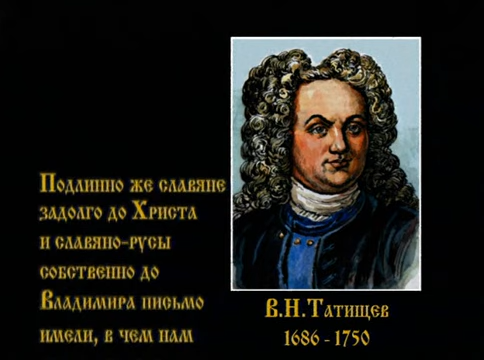 Подлинно же славяне
задолго до Христа
и славяно-русы
собственно до
Владимира письмо
имели, в чем нам
В.Н.Татищев
1686 - 1750